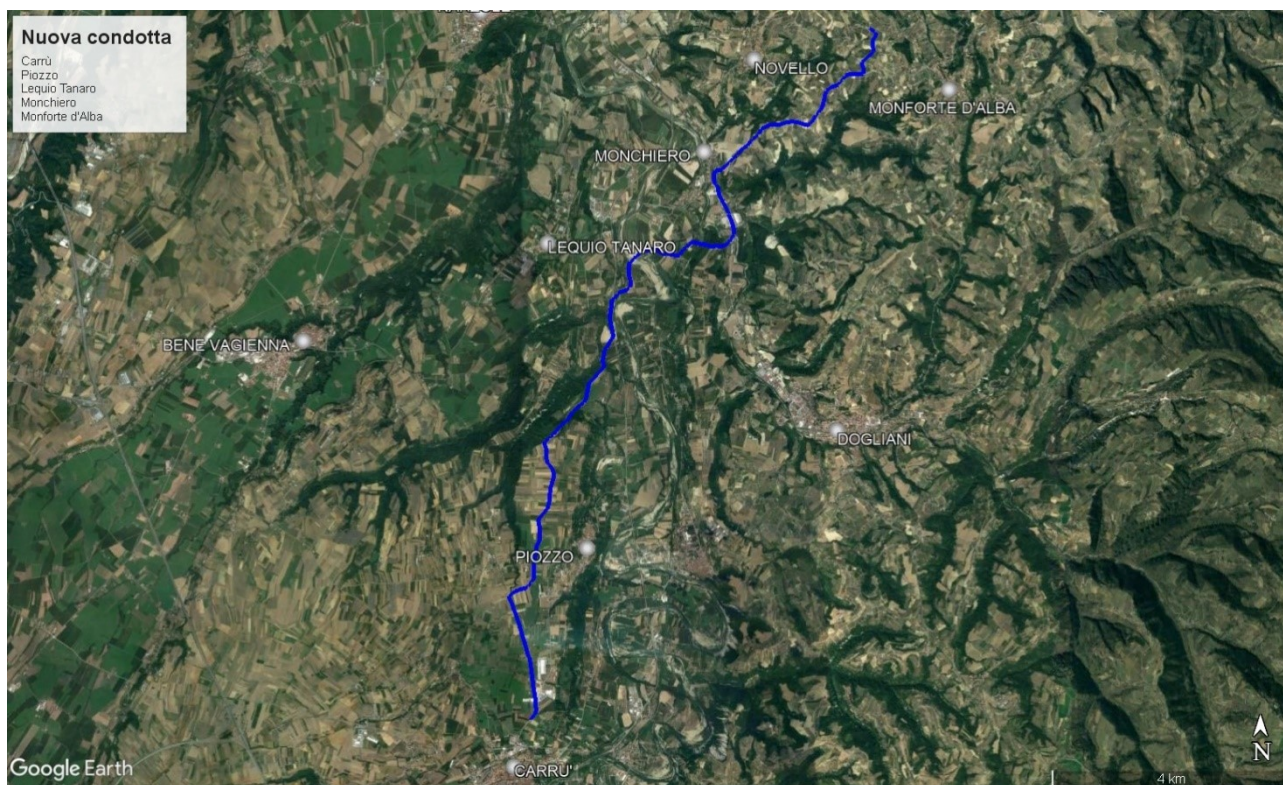 Nuova condotta
Carrù
Piozzo
Lequio Tanaro
Monchiero
Monforte d'Alba
NOVELLO
MONFORTE D'ALBA
MONCHIERO
LEQUIO TANARO
BENE VAGIENNA
DOGLIANI
PIOZZO
CARRU'
Google Earth
4 km
N